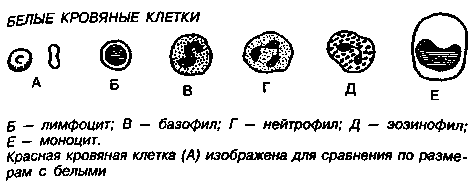 БЕЛЫЕ КРОВЯНЫЕ КЛЕТКИ
А Б В Г Д Е
Б — лимфоцит; В — базофил; Г — нейтрофил; Д — эозинофил;
Е — моноцит.
Красная кровяная клетка (А) изображена для сравнения по разме-
рам с белыми